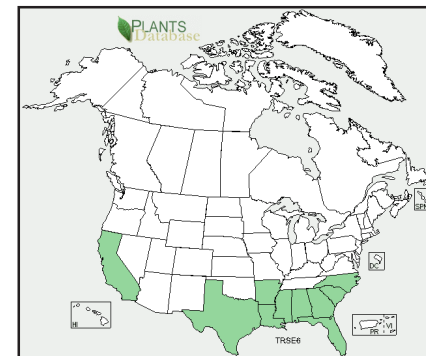 PLANTS
Database
SPM
DC
HI
PR VI
TRSE6